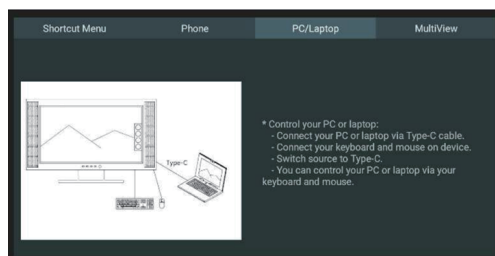 Shortcut Menu
Phone
PC/Laptop
MultiView
Type-C
* Control your PC or laptop:
- Connect your PC or laptop via Type-C cable.
- Connect your keyboard and mouse on device.
- Switch source to Type-C.
- You can control your PC or laptop via your
keyboard and mouse.